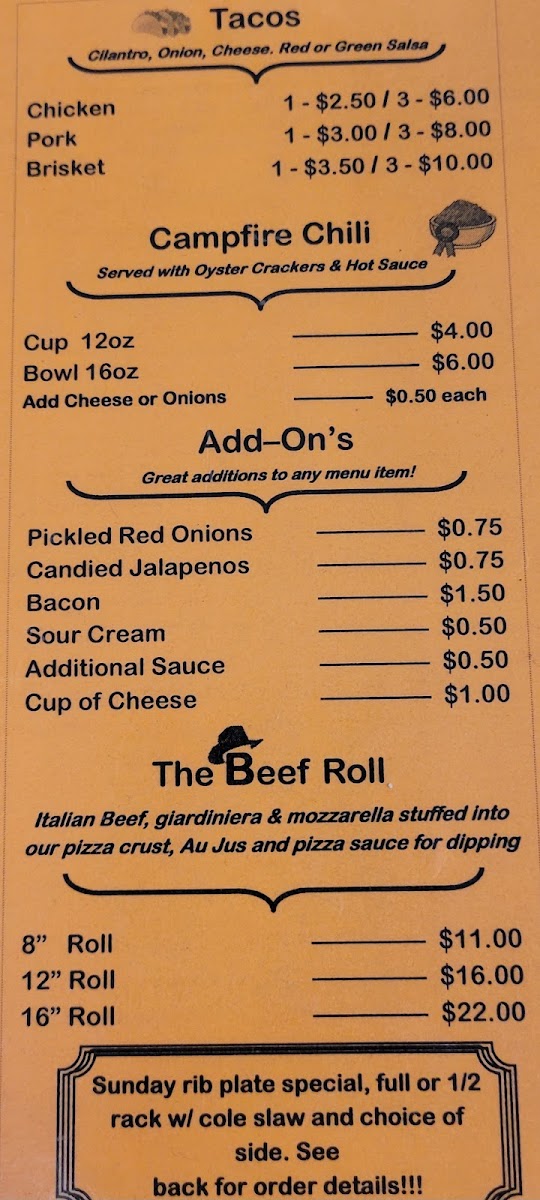 Tacos
Cilantro, Onion, Cheese. Red or Green Salsa
Chicken 1 - $2.50 / 3 - $6.00
Pork 1 - $3.00 / 3 - $8.00
Brisket 1 - $3.50 / 3 - $10.00
Campfire Chili
Served with Oyster Crackers & Hot Sauce
Cup 12oz $4.00
Bowl 16oz $6.00
Add Cheese or Onions $0.50 each
Add–On's
Great additions to any menu item!
Pickled Red Onions $0.75
Candied Jalapenos $0.75
Bacon $1.50
Sour Cream $0.50
Additional Sauce $0.50
Cup of Cheese $1.00
The Beef Roll
Italian Beef, giardiniera & mozzarella stuffed into
our pizza crust, Au Jus and pizza sauce for dipping
8” Roll $11.00
12” Roll $16.00
16” Roll $22.00
Sunday rib plate special, full or 1/2
rack w/ cole slaw and choice of
side. See
back for order details!!!